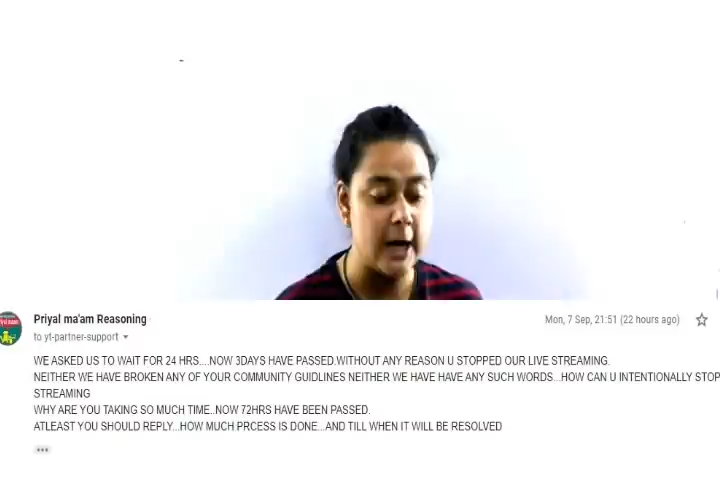 Priyal ma'am Reasoning
Mon, 7 Sep, 21:51 (22 hours ago)
to yt-partner-support
WE ASKED US TO WAIT FOR 24 HRS....NOW 3DAYS HAVE PASSED.WITHOUT ANY REASON U STOPPED OUR LIVE STREAMING.
NEITHER WE HAVE BROKEN ANY OF YOUR COMMUNITY GUIDLINES NEITHER WE HAVE HAVE ANY SUCH WORDS...HOW CAN U INTENTIONALLY STOP
STREAMING
WHY ARE YOU TAKING SO MUCH TIME..NOW 72HRS HAVE BEEN PASSED.
ATLEAST YOU SHOULD REPLY...HOW MUCH PRCESS IS DONE...AND TILL WHEN IT WILL BE RESOLVED